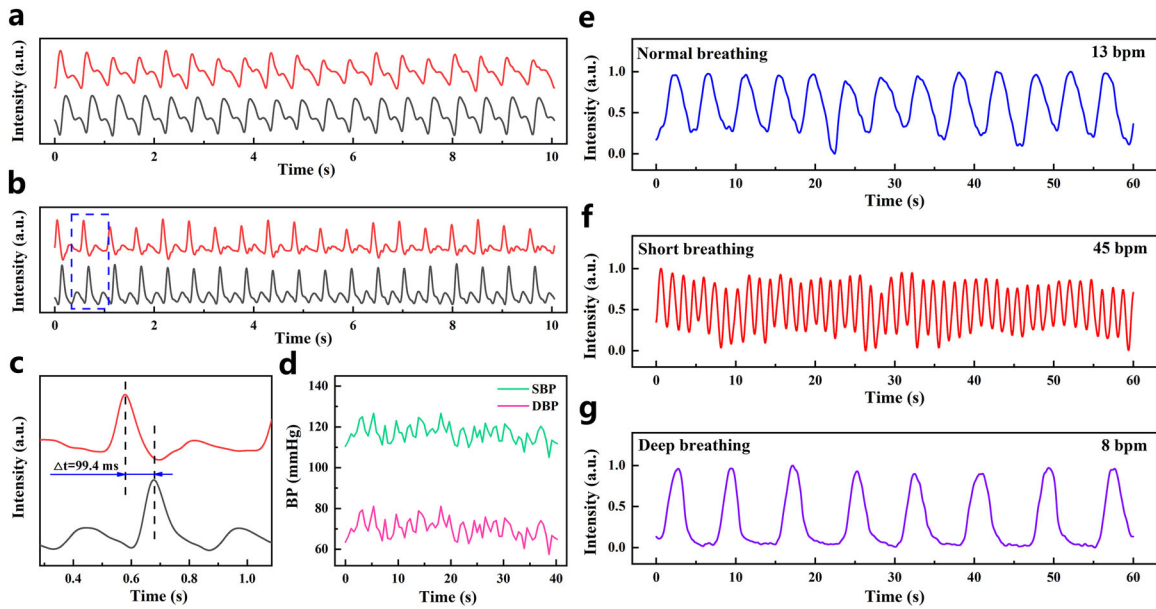 a
Intensity (a.u.)
0 2 4 6 8 10
Time (s)
b
Intensity (a.u.)
0 2 4 6 8 10
Time (s)
c
Intensity (a.u.)
△t=99.4 ms
0.4 0.6 0.8 1.0
Time (s)
d
BP (mmHg)
140
120
100
80
60
SBP
DBP
0 10 20 30 40
Time (s)
e
Normal breathing
13 bpm
Intensity (a.u.)
1.0
0.5
0.0
0 10 20 30 40 50 60
Time (s)
f
Short breathing
45 bpm
Intensity (a.u.)
1.0
0.5
0.0
0 10 20 30 40 50 60
Time (s)
g
Deep breathing
8 bpm
Intensity (a.u.)
1.0
0.5
0.0
0 10 20 30 40 50 60
Time (s)